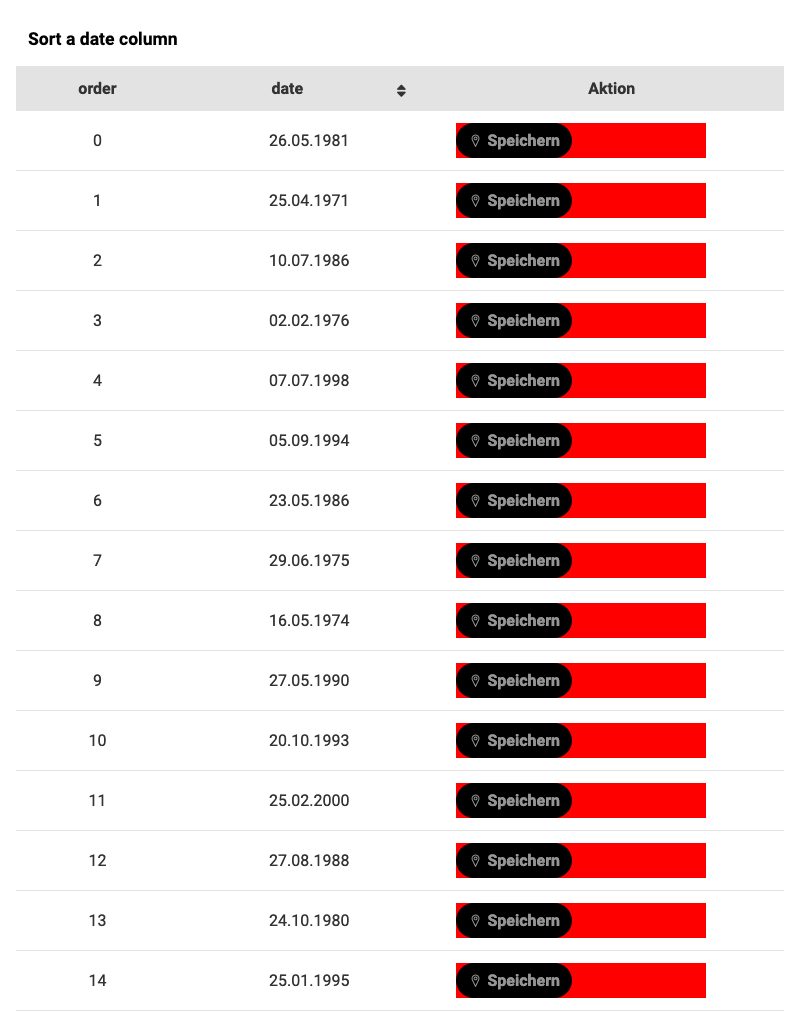 Sort a date column
order date Aktion
0 26.05.1981 Speichern
1 25.04.1971 Speichern
2 10.07.1986 Speichern
3 02.02.1976 Speichern
4 07.07.1998 Speichern
5 05.09.1994 Speichern
6 23.05.1986 Speichern
7 29.06.1975 Speichern
8 16.05.1974 Speichern
9 27.05.1990 Speichern
10 20.10.1993 Speichern
11 25.02.2000 Speichern
12 27.08.1988 Speichern
13 24.10.1980 Speichern
14 25.01.1995 Speichern